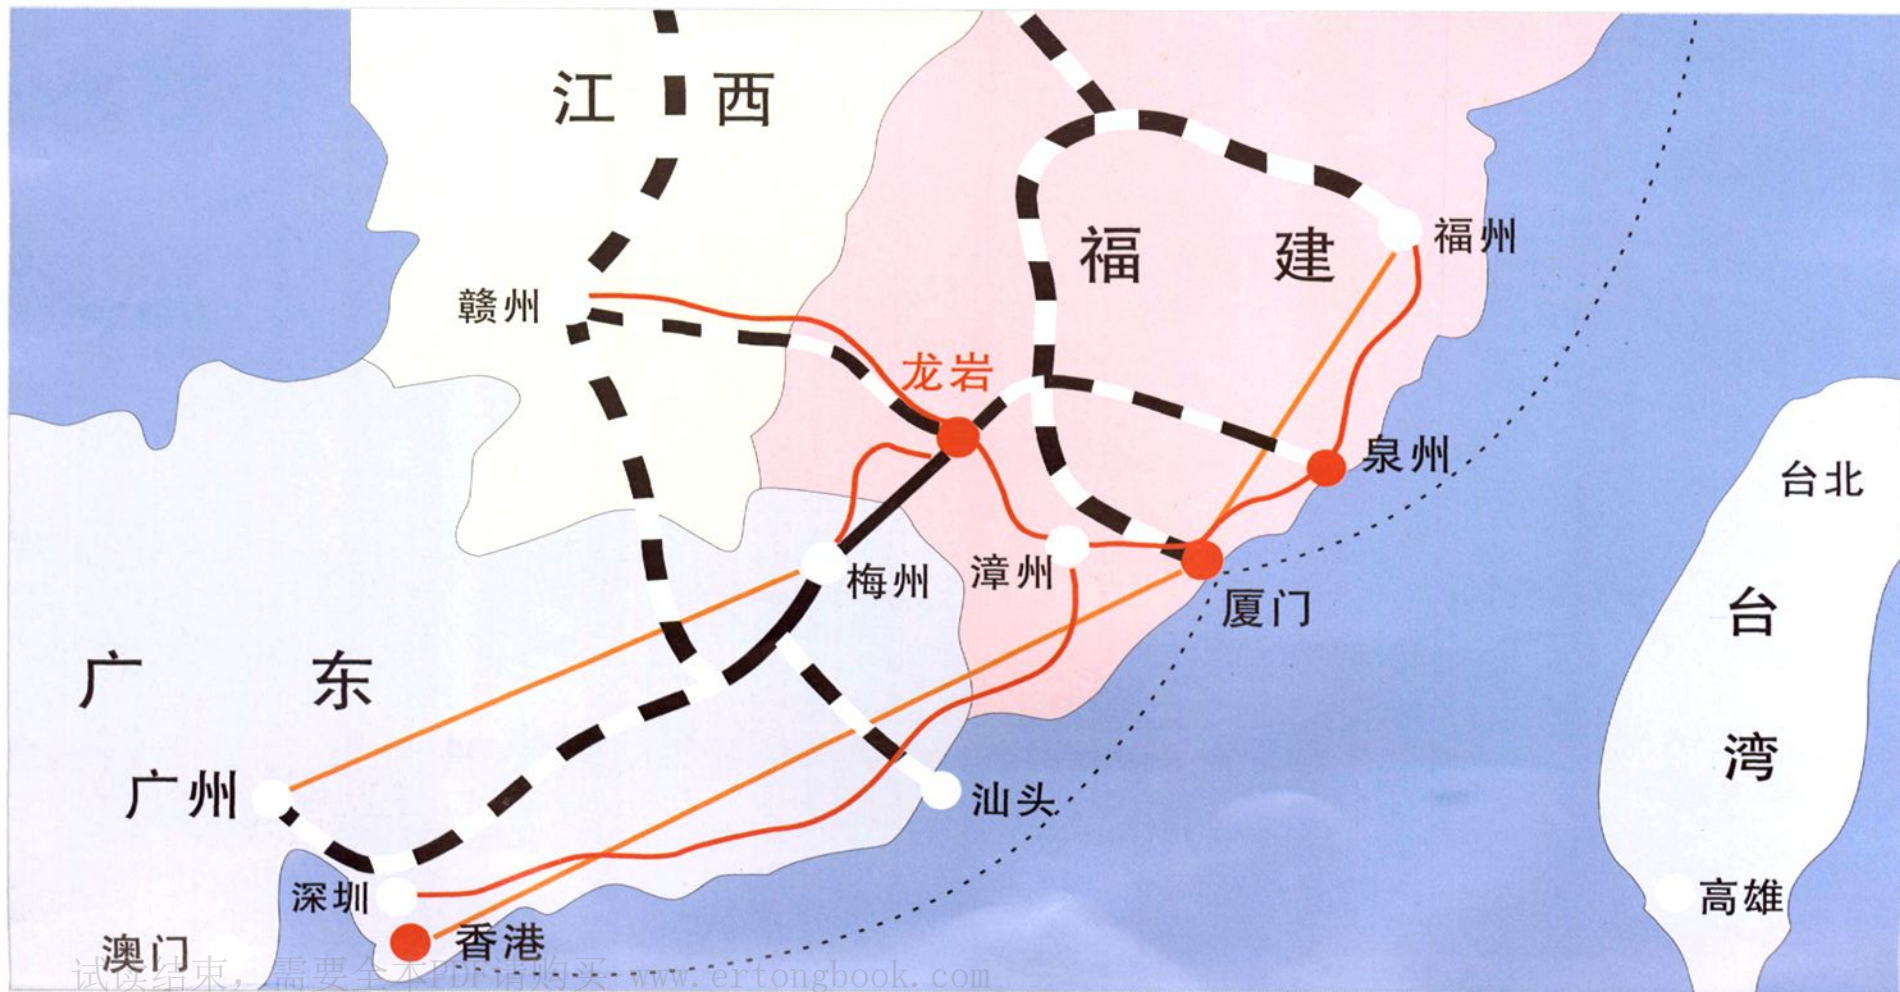 江 西
福 建
福州
赣州
龙岩
泉州
台北
漳州
梅州
厦门
台
湾
广 东
广州
汕头
深圳
高雄
香港
澳门
试读结束，需要全本PDF请购买 www.ertongbook.com